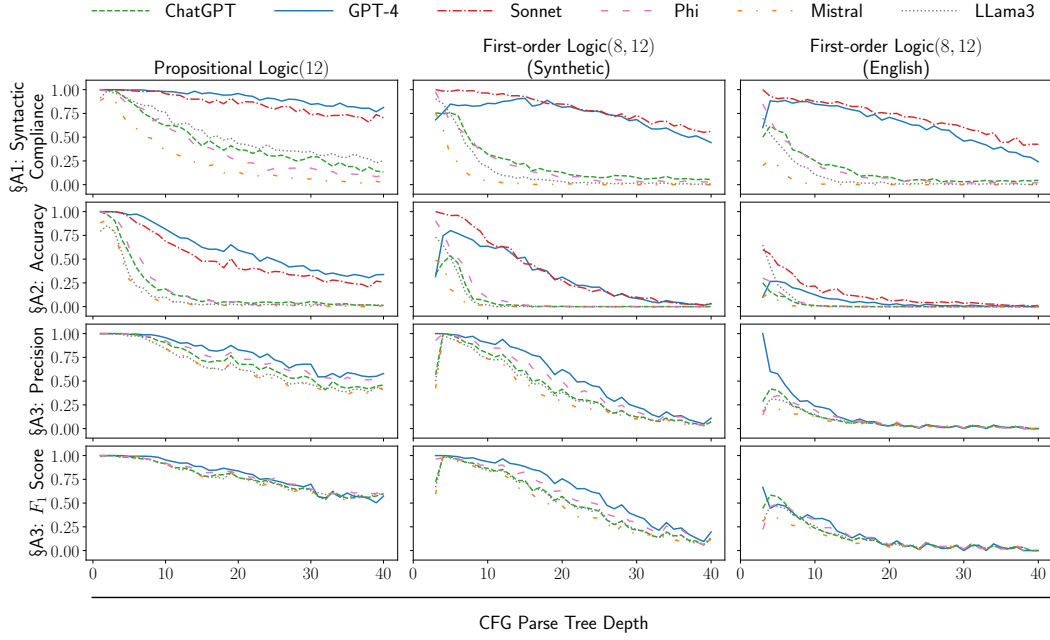 ChatGPT GPT-4 Sonnet Phi Mistral LLama3
Propositional Logic(12)
First-order Logic(8, 12)
(Synthetic)
First-order Logic(8, 12)
(English)
§A1: Syntactic
Compliance
1.00
0.75
0.50
0.25
0.00
§A2: Accuracy
1.00
0.75
0.50
0.25
0.00
§A3: Precision
1.00
0.75
0.50
0.25
0.00
§A3: F₁ Score
1.00
0.75
0.50
0.25
0.00
0 10 20 30 40 0 10 20 30 40 0 10 20 30 40
CFG Parse Tree Depth